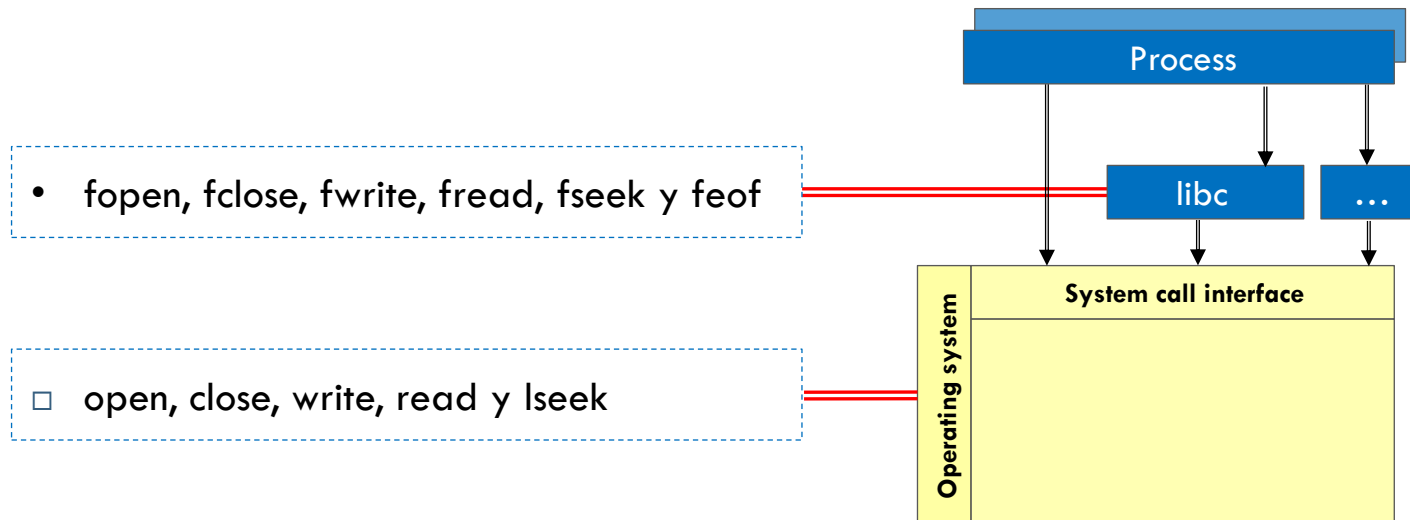 Process
• fopen, fclose, fwrite, fread, fseek y feof
libc
...
System call interface
Operating system
□ open, close, write, read y lseek